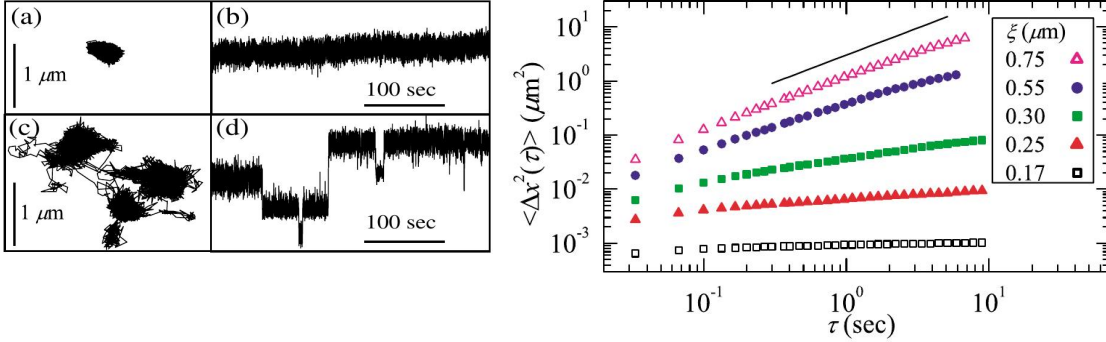 (a)
1 μm
(b)
100 sec
(c)
1 μm
(d)
100 sec
<Δx²(τ)> (μm²)
10¹
10⁰
10⁻¹
10⁻²
10⁻³
10⁻¹
10⁰
10¹
τ (sec)
ξ (μm)
0.75
0.55
0.30
0.25
0.17